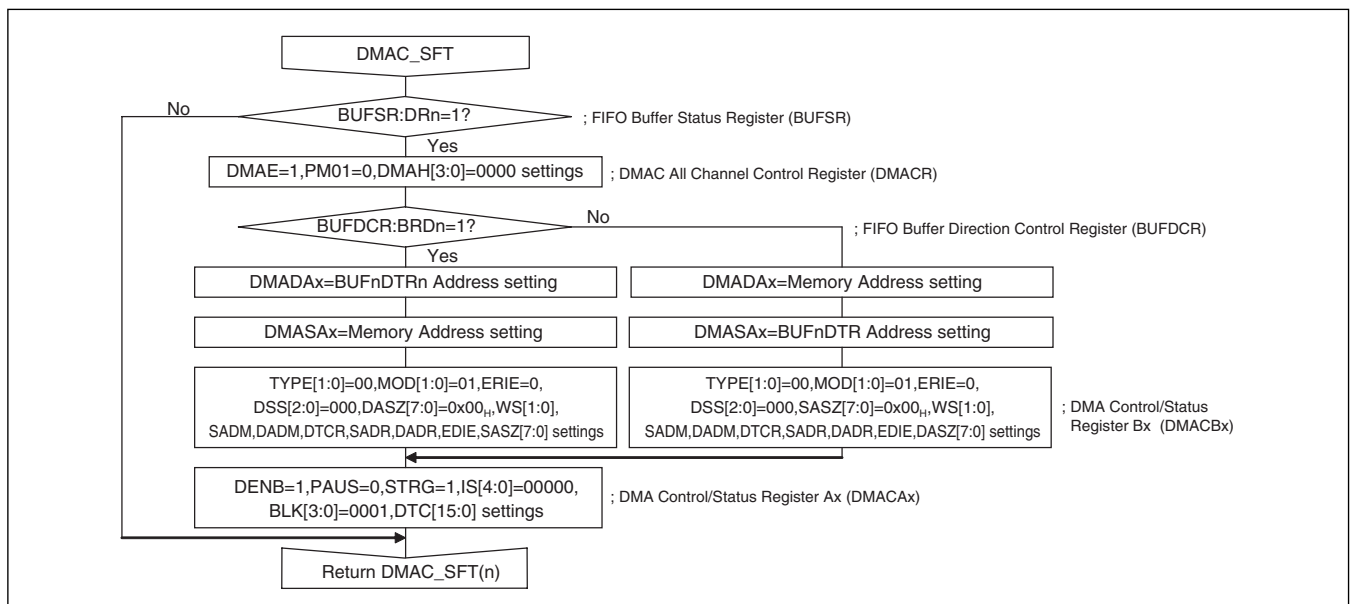 DMAC_SFT
No
BUFSR:DRn=1?
; FIFO Buffer Status Register (BUFSR)
Yes
DMAE=1,PM01=0,DMAH[3:0]=0000 settings
; DMAC All Channel Control Register (DMACR)
BUFDCR:BRDn=1?
No
; FIFO Buffer Direction Control Register (BUFDCR)
Yes
DMADAx=BUFnDTRn Address setting
DMADAx=Memory Address setting
DMASAx=Memory Address setting
DMASAx=BUFnDTR Address setting
TYPE[1:0]=00,MOD[1:0]=01,ERIE=0,
DSS[2:0]=000,DASZ[7:0]=0x00H,WS[1:0],
SADM,DADM,DTCR,SADR,DADR,EDIE,SASZ[7:0] settings
TYPE[1:0]=00,MOD[1:0]=01,ERIE=0,
DSS[2:0]=000,SASZ[7:0]=0x00H,WS[1:0],
SADM,DADM,DTCR,SADR,DADR,EDIE,DASZ[7:0] settings
; DMA Control/Status
Register Bx (DMACBx)
DENB=1,PAUS=0,STRG=1,IS[4:0]=00000,
BLK[3:0]=0001,DTC[15:0] settings
; DMA Control/Status Register Ax (DMACAx)
Return DMAC_SFT(n)